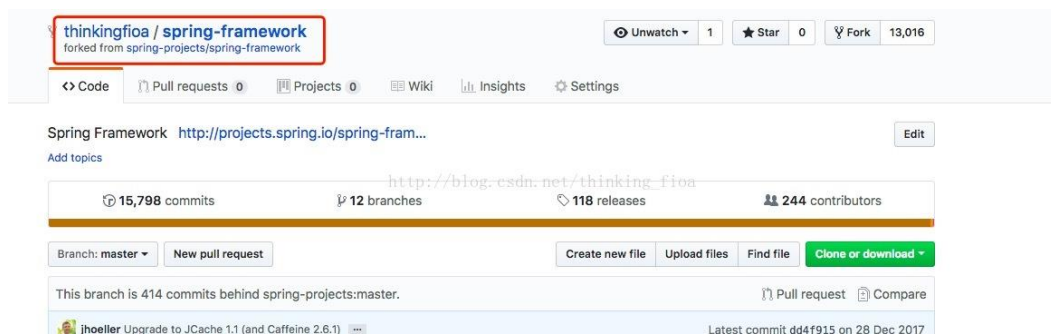 thinkingfioa / spring-framework
forked from spring-projects/spring-framework
Unwatch 1 Star 0 Fork 13,016
<> Code Pull requests 0 Projects 0 Wiki Insights Settings
Spring Framework http://projects.spring.io/spring-fram...
Edit
Add topics
http://blog.csdn.net/thinking_fioa
15,798 commits 12 branches 118 releases 244 contributors
Branch: master New pull request Create new file Upload files Find file Clone or download
This branch is 414 commits behind spring-projects:master. Pull request Compare
jhoeller Upgrade to JCache 1.1 (and Caffeine 2.6.1) ... Latest commit dd4f915 on 28 Dec 2017